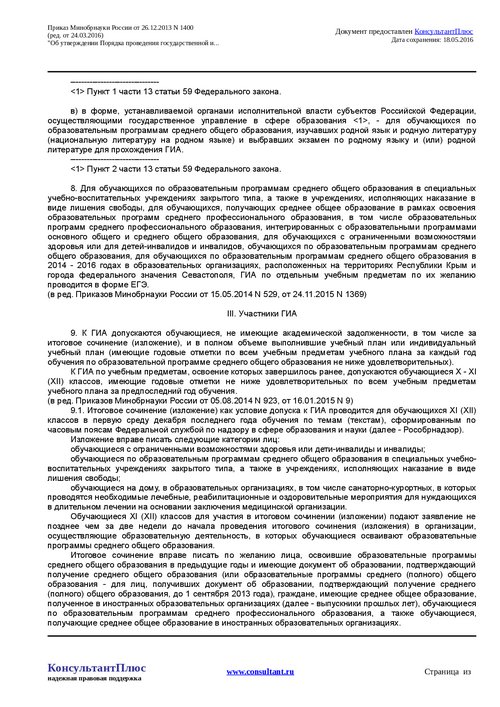 Приказ Минобрнауки России от 26.12.2013 N 1400
(ред. от 24.03.2016)
"Об утверждении Порядка проведения государственной и...
Документ предоставлен КонсультантПлюс
Дата сохранения: 18.05.2016
--------------------------------
<1> Пункт 1 части 13 статьи 59 Федерального закона.
в) в форме, устанавливаемой органами исполнительной власти субъектов Российской Федерации,
осуществляющими государственное управление в сфере образования <1>, - для обучающихся по
образовательным программам среднего общего образования, изучавших родной язык и родную литературу
(национальную литературу на родном языке) и выбравших экзамен по родному языку и (или) родной
литературе для прохождения ГИА.
--------------------------------
<1> Пункт 2 части 13 статьи 59 Федерального закона.
8. Для обучающихся по образовательным программам среднего общего образования в специальных
учебно-воспитательных учреждениях закрытого типа, а также в учреждениях, исполняющих наказание в
виде лишения свободы, для обучающихся, получающих среднее общее образование в рамках освоения
образовательных программ среднего профессионального образования, в том числе образовательных
программ среднего профессионального образования, интегрированных с образовательными программами
основного общего и среднего общего образования, для обучающихся с ограниченными возможностями
здоровья или для детей-инвалидов и инвалидов, обучающихся по образовательным программам среднего
общего образования, для обучающихся по образовательным программам среднего общего образования в
2014 - 2016 годах в образовательных организациях, расположенных на территориях Республики Крым и
города федерального значения Севастополя, ГИА по отдельным учебным предметам по их желанию
проводится в форме ЕГЭ.
(в ред. Приказов Минобрнауки России от 15.05.2014 N 529, от 24.11.2015 N 1369)
III. Участники ГИА
9. К ГИА допускаются обучающиеся, не имеющие академической задолженности, в том числе за
итоговое сочинение (изложение), и в полном объеме выполнившие учебный план или индивидуальный
учебный план (имеющие годовые отметки по всем учебным предметам учебного плана за каждый год
обучения по образовательной программе среднего общего образования не ниже удовлетворительных).
К ГИА по учебным предметам, освоение которых завершилось ранее, допускаются обучающиеся X - XI
(XII) классов, имеющие годовые отметки не ниже удовлетворительных по всем учебным предметам
учебного плана за предпоследний год обучения.
(в ред. Приказов Минобрнауки России от 05.08.2014 N 923, от 16.01.2015 N 9)
9.1. Итоговое сочинение (изложение) как условие допуска к ГИА проводится для обучающихся XI (XII)
классов в первую среду декабря последнего года обучения по темам (текстам), сформированным по
часовым поясам Федеральной службой по надзору в сфере образования и науки (далее - Рособрнадзор).
Изложение вправе писать следующие категории лиц:
обучающиеся с ограниченными возможностями здоровья или дети-инвалиды и инвалиды;
обучающиеся по образовательным программам среднего общего образования в специальных учебно-
воспитательных учреждениях закрытого типа, а также в учреждениях, исполняющих наказание в виде
лишения свободы;
обучающиеся на дому, в образовательных организациях, в том числе санаторно-курортных, в которых
проводятся необходимые лечебные, реабилитационные и оздоровительные мероприятия для нуждающихся
в длительном лечении на основании заключения медицинской организации.
Обучающиеся XI (XII) классов для участия в итоговом сочинении (изложении) подают заявление не
позднее чем за две недели до начала проведения итогового сочинения (изложения) в организации,
осуществляющие образовательную деятельность, в которых обучающиеся осваивают образовательные
программы среднего общего образования.
Итоговое сочинение вправе писать по желанию лица, освоившие образовательные программы
среднего общего образования в предыдущие годы и имеющие документ об образовании, подтверждающий
получение среднего общего образования (или образовательные программы среднего (полного) общего
образования - для лиц, получивших документ об образовании, подтверждающий получение среднего
(полного) общего образования, до 1 сентября 2013 года), граждане, имеющие среднее общее образование,
полученное в иностранных образовательных организациях (далее - выпускники прошлых лет), обучающиеся
по образовательным программам среднего профессионального образования, а также обучающиеся,
получающие среднее общее образование в иностранных образовательных организациях.
КонсультантПлюс
надежная правовая поддержка
www.consultant.ru
Страница из